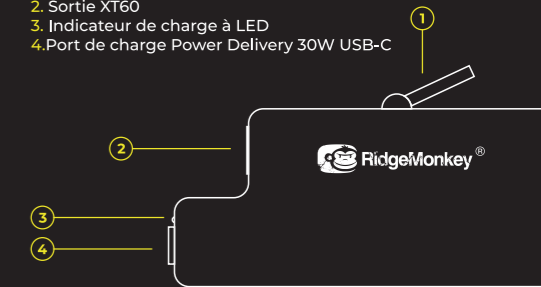 2. Sortie XT60
3. Indicateur de charge à LED
4.Port de charge Power Delivery 30W USB-C
1
2
RidgeMonkey®
3
4